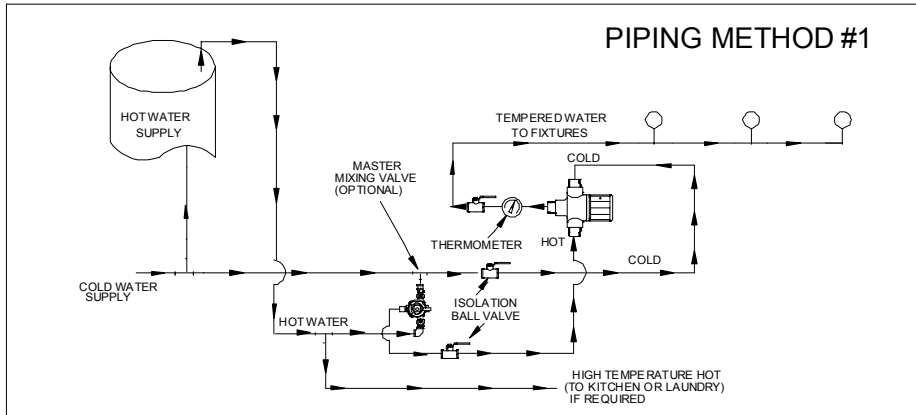 PIPING METHOD #1
HOT WATER
SUPPLY
TEMPERED WATER
TO FIXTURES
COLD
MASTER
MIXING VALVE
(OPTIONAL)
THERMOMETER
HOT
COLD
COLD WATER
SUPPLY
ISOLATION
BALL VALVE
HOT WATER
HIGH TEMPERATURE HOT
(TO KITCHEN OR LAUNDRY)
IF REQUIRED